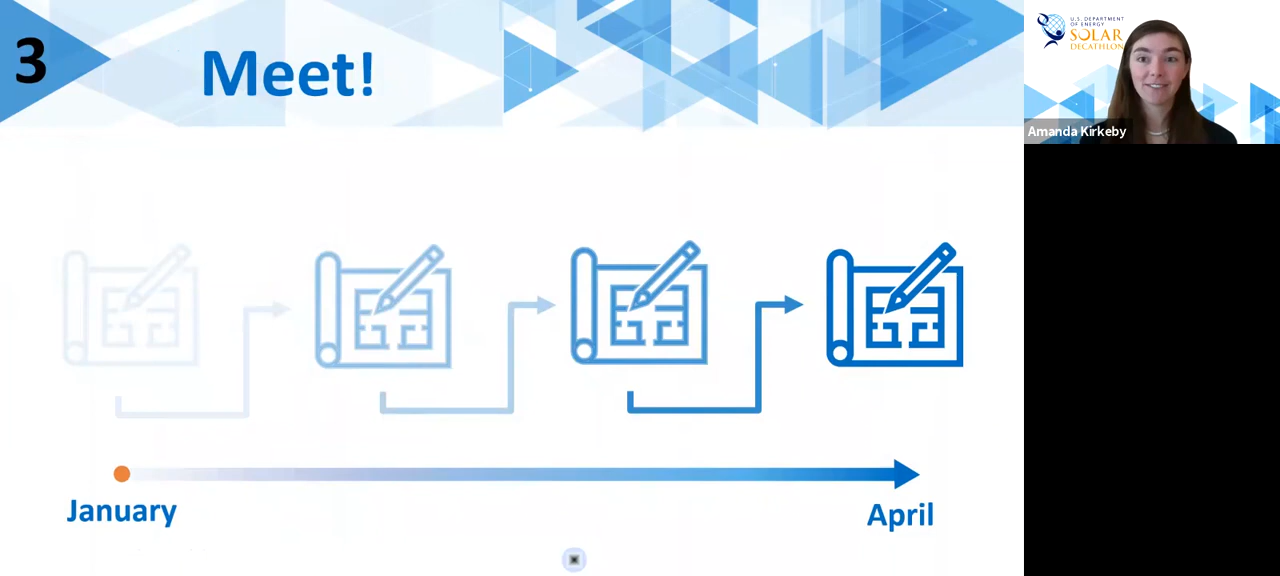 3
Meet!
January
April
U.S. DEPARTMENT
OF ENERGY
SOLAR
DECATHLON
Amanda Kirkeby